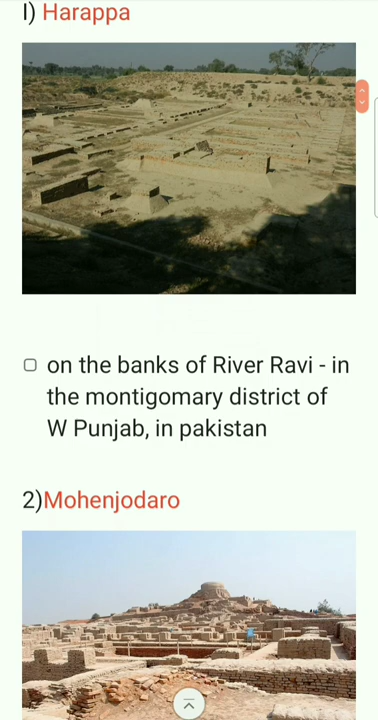 I) Harappa
on the banks of River Ravi - in
the montigomary district of
W Punjab, in pakistan
2)Mohenjodaro